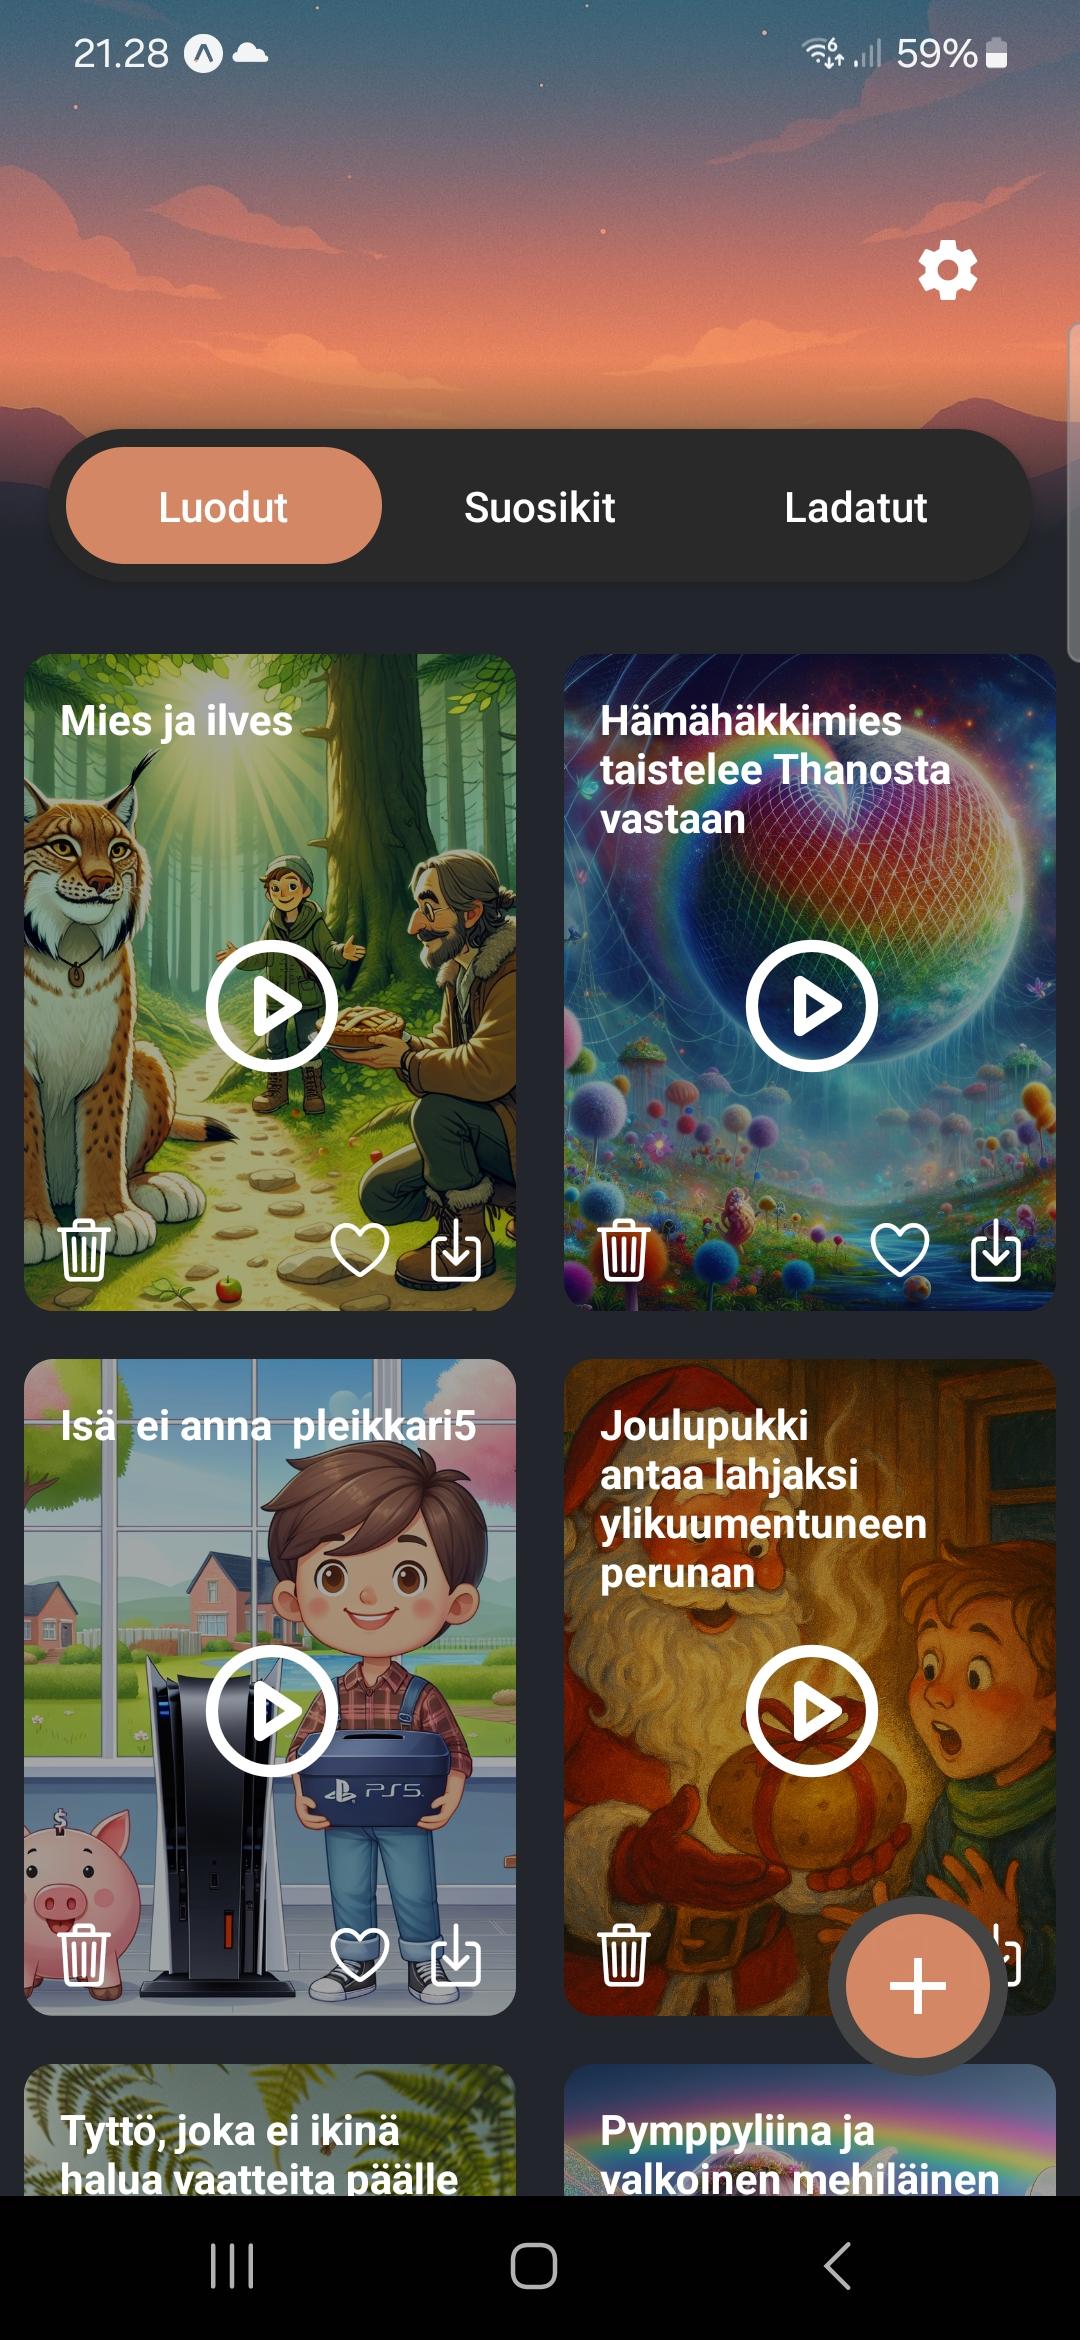 21.28
6
59%
Luodut
Suosikit
Ladatut
Mies ja ilves
Hämähäkkimies
taistelee Thanosta
vastaan
Isä  ei anna  pleikkari5
$
PS5
Joulupukki
antaa lahjaksi
ylikuumentuneen
perunan
Tyttö, joka ei ikinä
halua vaatteita päälle
Pymppyliina ja
valkoinen mehiläinen